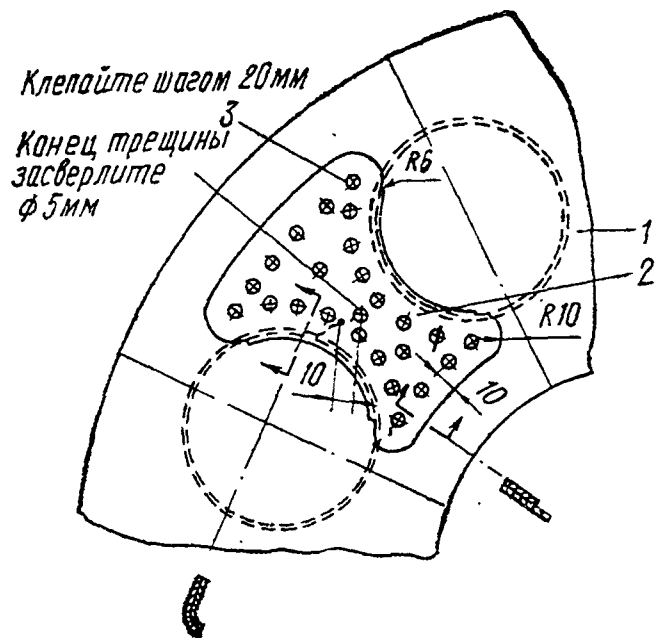 Клепайте шагом 20мм
3
Конец трещины
засверлите
ф 5мм
R6
1
2
R10
10
10